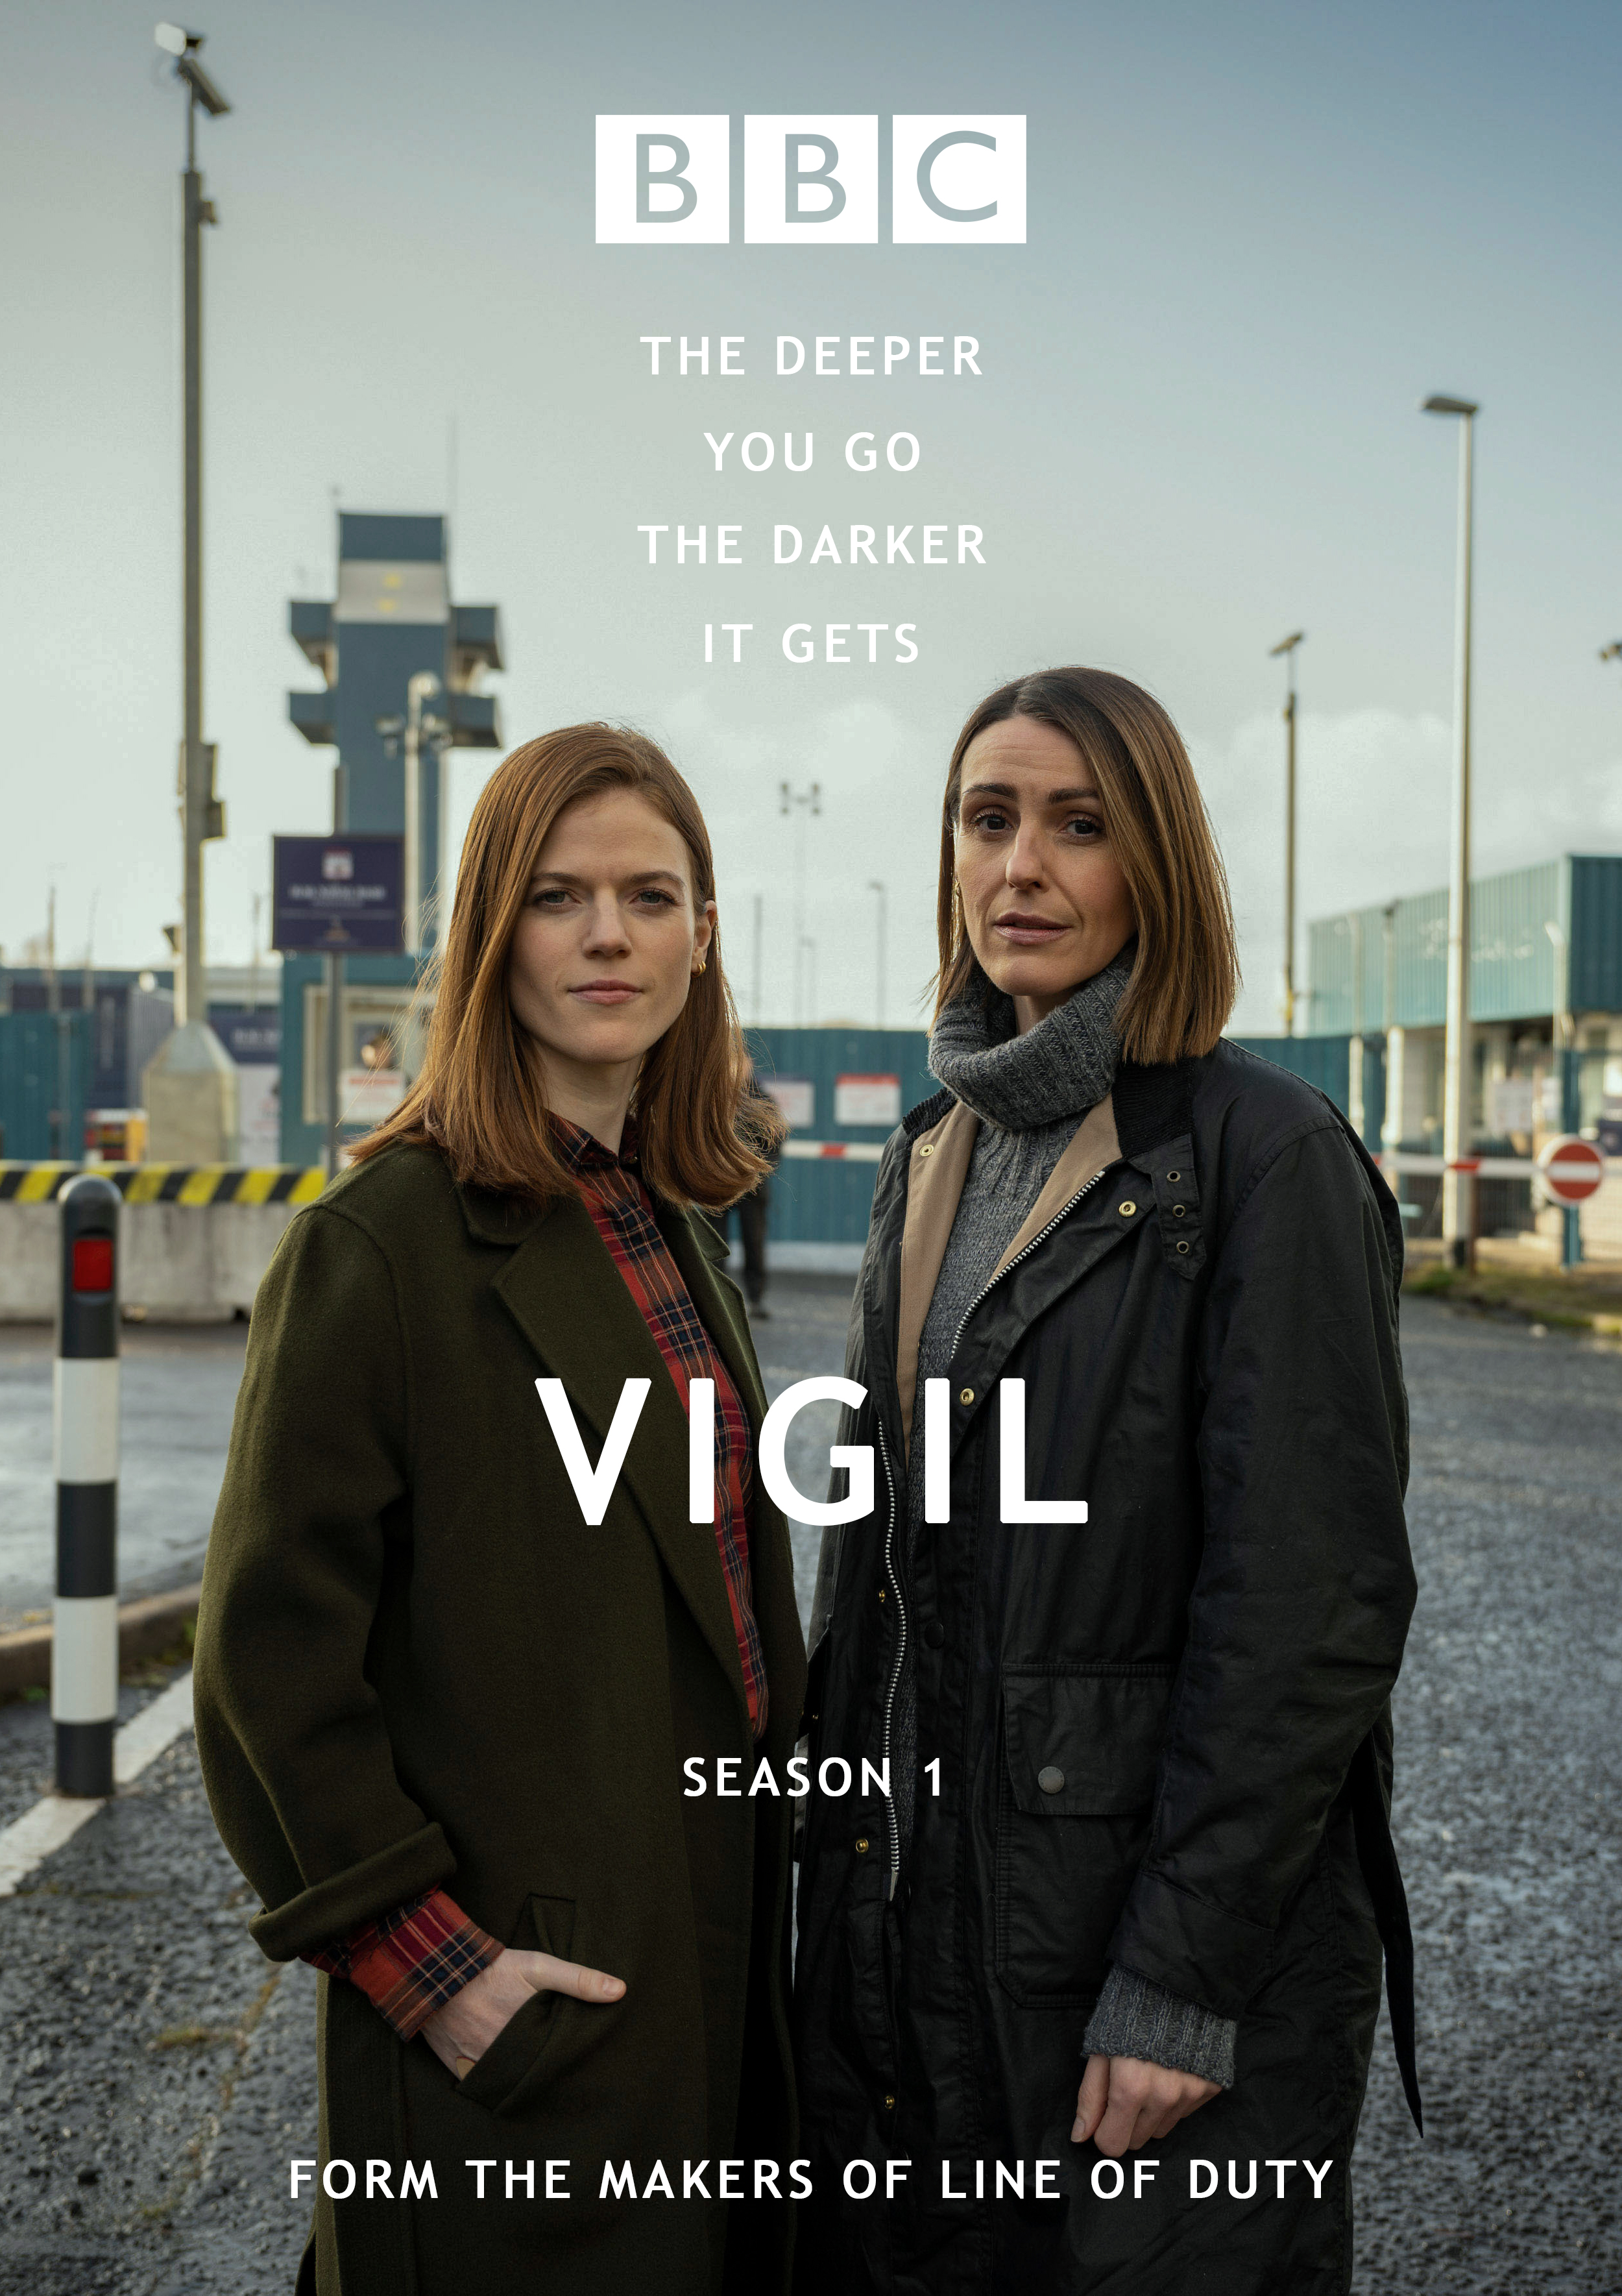 BBC
THE DEEPER
YOU GO
THE DARKER
IT GETS
VIGIL
SEASON 1
FORM THE MAKERS OF LINE OF DUTY